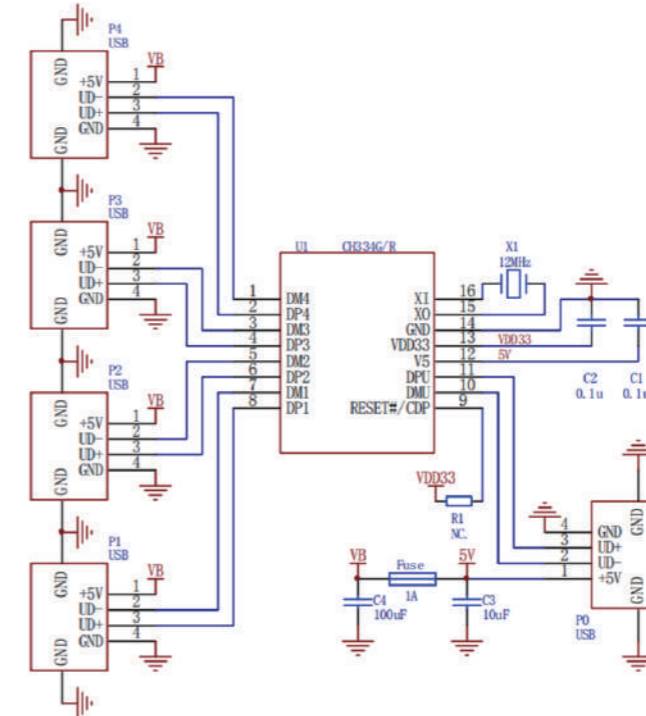 P4
USB
GND
GND
+5V 1 VB
UD- 2
UD+ 3
GND 4
P3
USB
GND
GND
+5V 1 VB
UD- 2
UD+ 3
GND 4
P2
USB
GND
GND
+5V 1 VB
UD- 2
UD+ 3
GND 4
P1
USB
GND
GND
+5V 1 VB
UD- 2
UD+ 3
GND 4
U1 CH334G/R
1 DM4
2 DP4
3 DM3
4 DP3
5 DM2
6 DP2
7 DM1
8 DP1
XI 16
XO 15
GND 14
VDD33 13 VDD33
V5 12 5V
DPU 11
DMU 10
RESET#/CDP 9
X1
12MHz
C2
0.1u
C1
0.1u
VDD33
R1
NC.
VB Fuse 5V
1A
C4
100uF
C3
10uF
GND
GND
4 GND
3 UD+
2 UD-
1 +5V
P0
USB